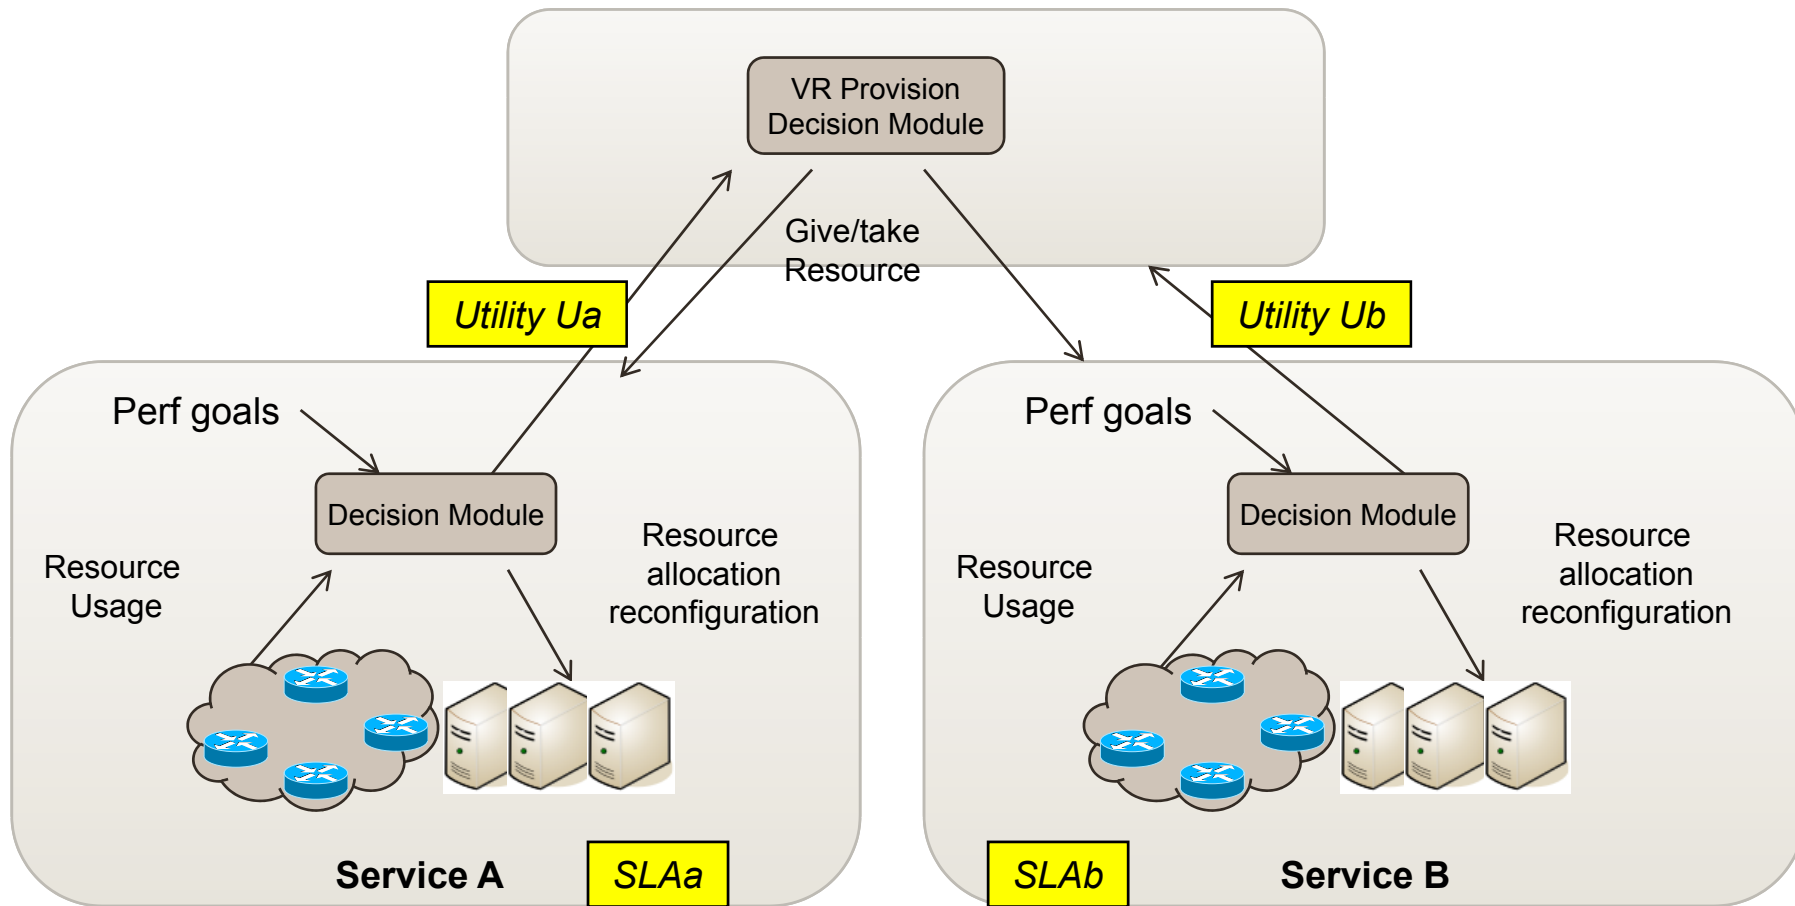 VR Provision
Decision Module
Give/take
Resource
Utility Ua
Utility Ub
Perf goals
Decision Module
Resource
Usage
Resource
allocation
reconfiguration
Service A
SLAa
Perf goals
Decision Module
Resource
Usage
Resource
allocation
reconfiguration
SLAb
Service B